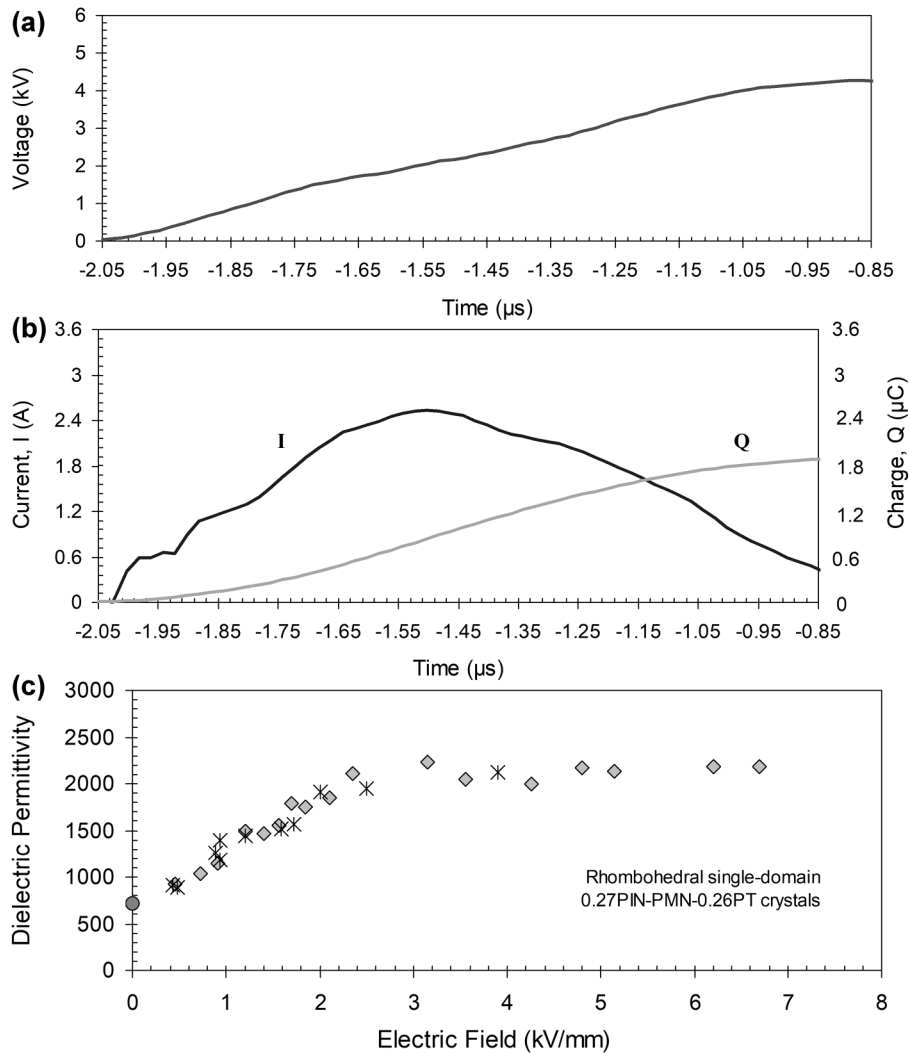 (a)
6
5
4
3
2
1
0
Voltage (kV)
-2.05 -1.95 -1.85 -1.75 -1.65 -1.55 -1.45 -1.35 -1.25 -1.15 -1.05 -0.95 -0.85
Time (µs)
(b)
3.6
3
2.4
1.8
1.2
0.6
0
Current, I (A)
I
Q
3.6
3
2.4
1.8
1.2
0.6
0
Charge, Q (µC)
-2.05 -1.95 -1.85 -1.75 -1.65 -1.55 -1.45 -1.35 -1.25 -1.15 -1.05 -0.95 -0.85
Time (µs)
(c)
3000
2500
2000
1500
1000
500
0
Dielectric Permittivity
Rhombohedral single-domain
0.27PIN-PMN-0.26PT crystals
0 1 2 3 4 5 6 7 8
Electric Field (kV/mm)